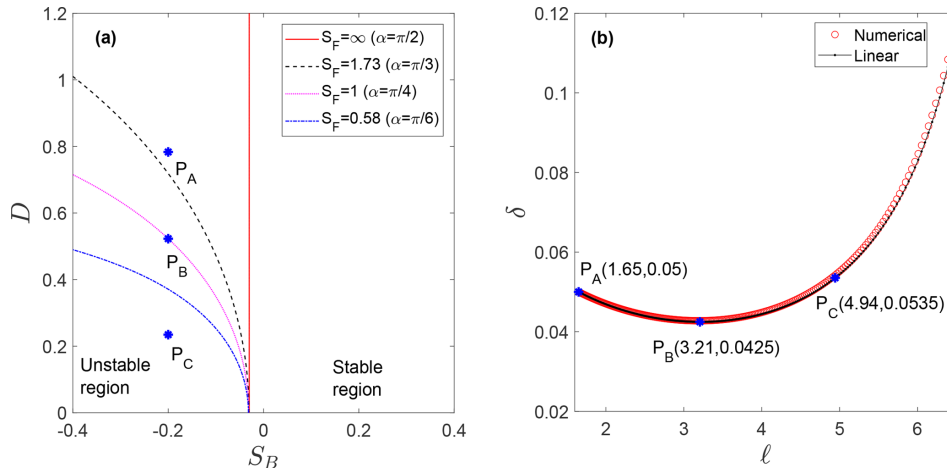 (a)
S_F=∞ (α=π/2)
S_F=1.73 (α=π/3)
S_F=1 (α=π/4)
S_F=0.58 (α=π/6)
1.2
1
0.8
0.6
0.4
0.2
0
D
P_A
P_B
P_C
Unstable
region
Stable
region
-0.4
-0.2
0
0.2
0.4
S_B
(b)
Numerical
Linear
0.12
0.1
0.08
0.06
0.04
0.02
δ
P_A(1.65,0.05)
P_C(4.94,0.0535)
P_B(3.21,0.0425)
2
3
4
5
6
ℓ